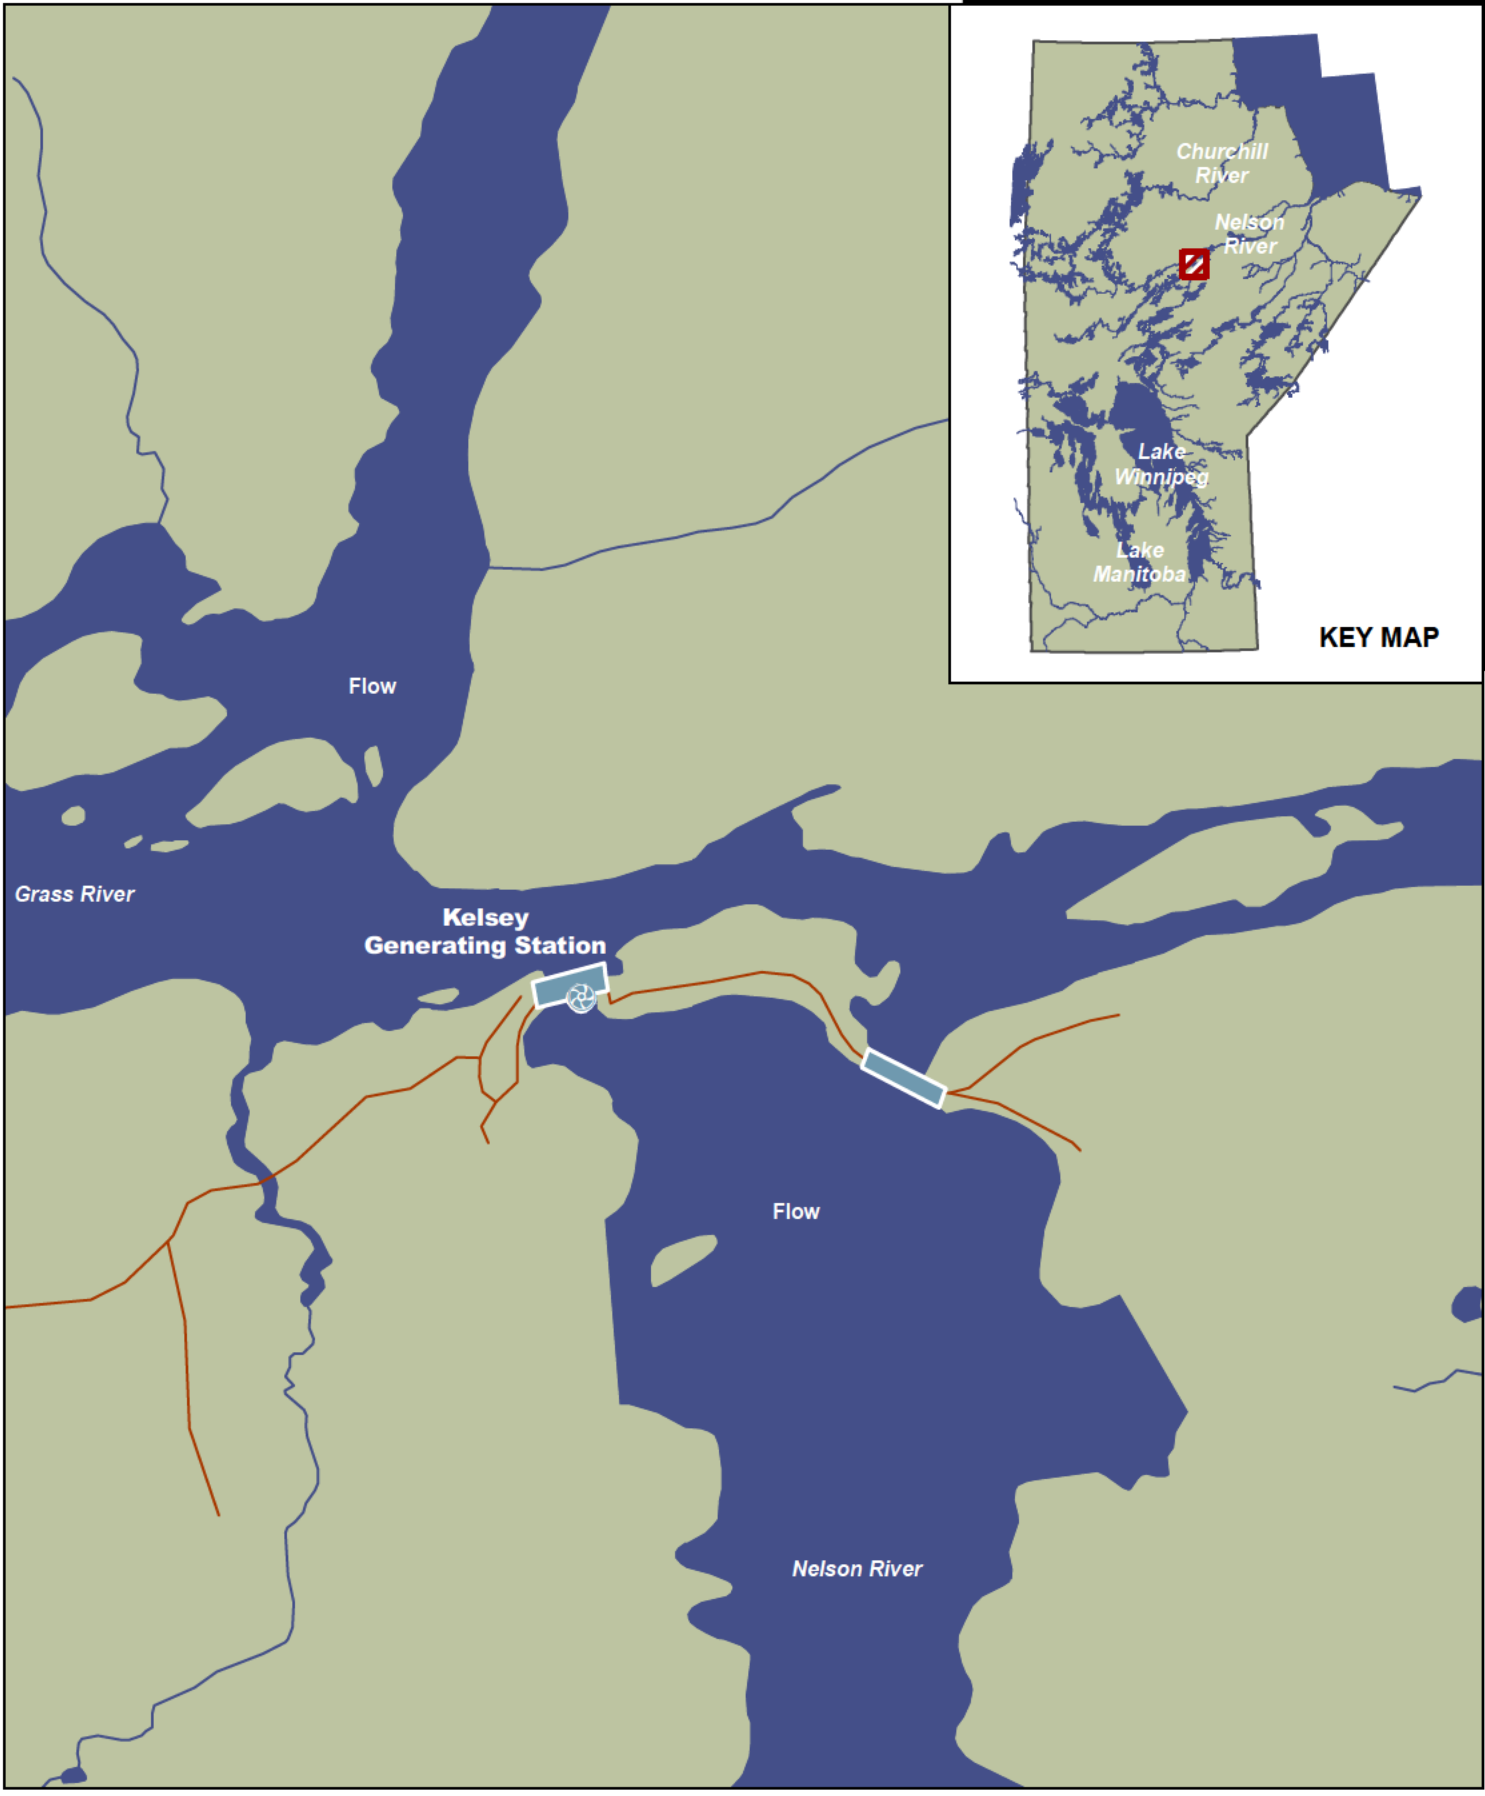 Churchill
River
Nelson
River
Lake
Winnipeg
Lake
Manitoba
KEY MAP
Flow
Grass River
Kelsey
Generating Station
Flow
Nelson River